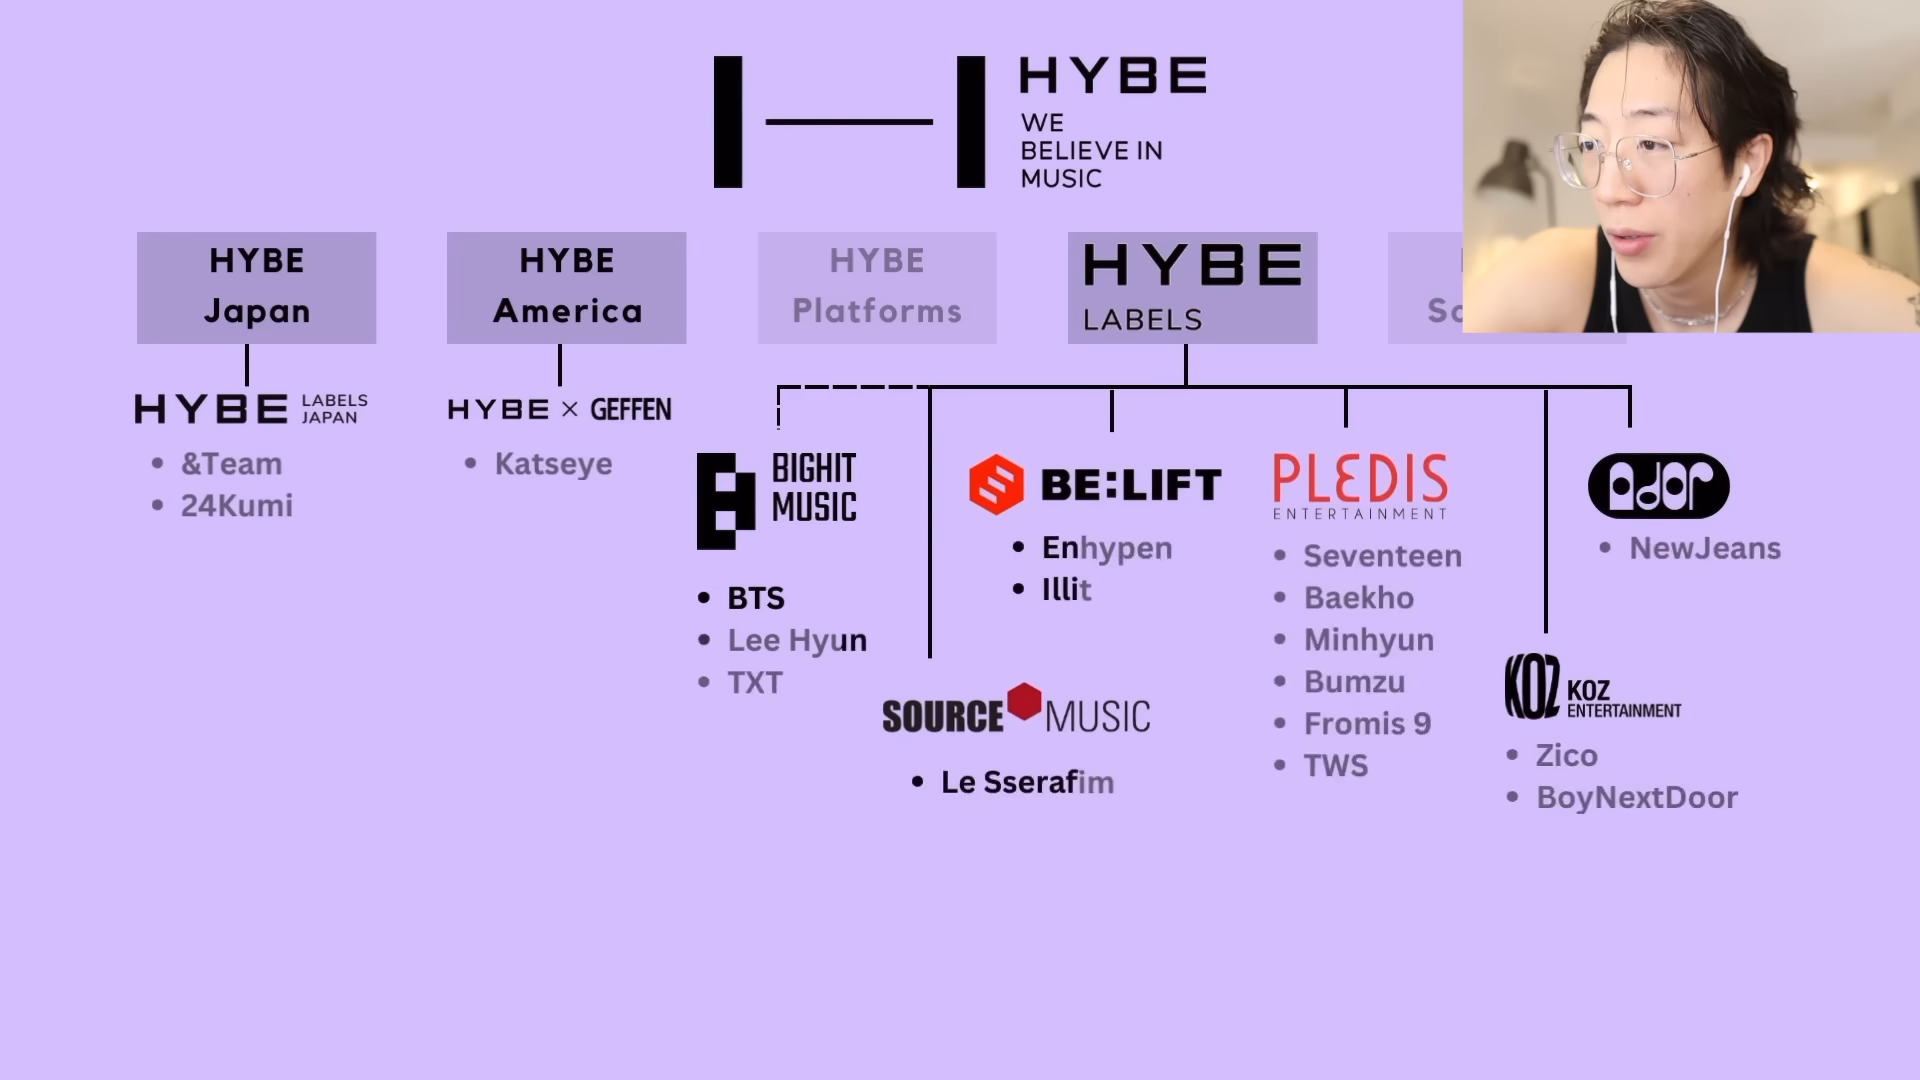 HYBE
WE
BELIEVE IN
MUSIC
HYBE
Japan
HYBE
America
HYBE
Platforms
HYBE
LABELS
HYBE LABELS
JAPAN
&Team
24Kumi
HYBE × GEFFEN
Katseye
BIGHIT
MUSIC
BTS
Lee Hyun
TXT
SOURCE MUSIC
Le Sserafim
BE:LIFT
Enhypen
Illit
PLEDIS
ENTERTAINMENT
Seventeen
Baekho
Minhyun
Bumzu
Fromis 9
TWS
KOZ
KOZ
ENTERTAINMENT
Zico
BoyNextDoor
ador
NewJeans